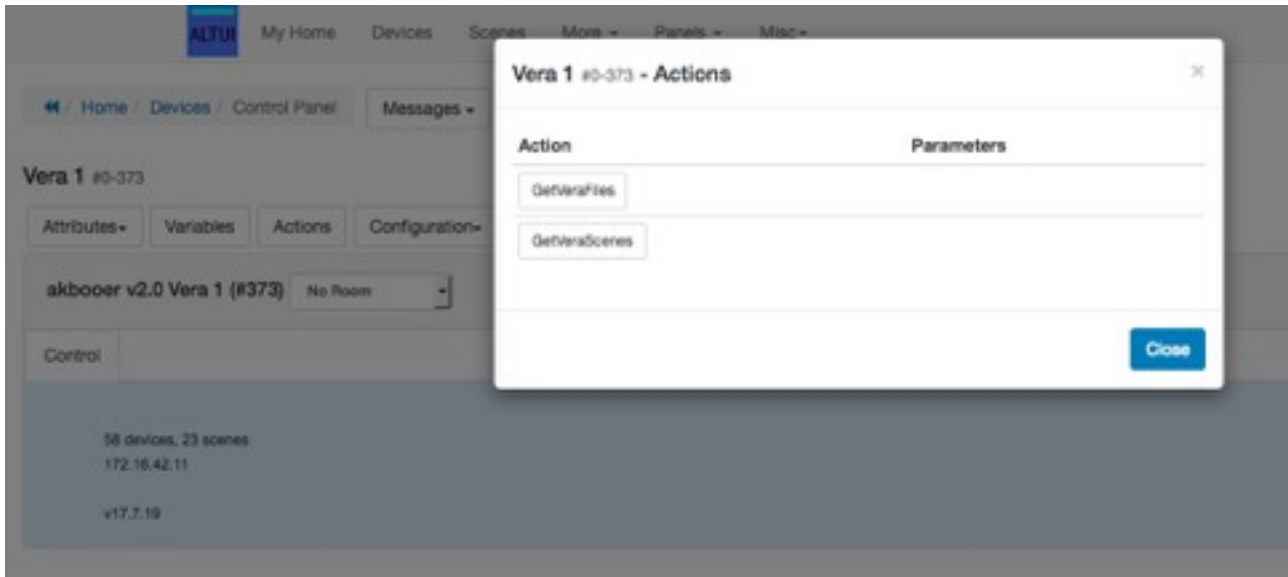 ALTUI My Home Devices Scenes More Panels Misc
Home / Devices / Control Panel Messages
Vera 1 #0-373
Attributes Variables Actions Configuration
akbooer v2.0 Vera 1 (#373) No Room
Control
58 devices, 23 scenes
172.16.42.11
v17.7.19
Vera 1 #0-373 - Actions ×
Action Parameters
GetVeraFiles
GetVeraScenes
Close